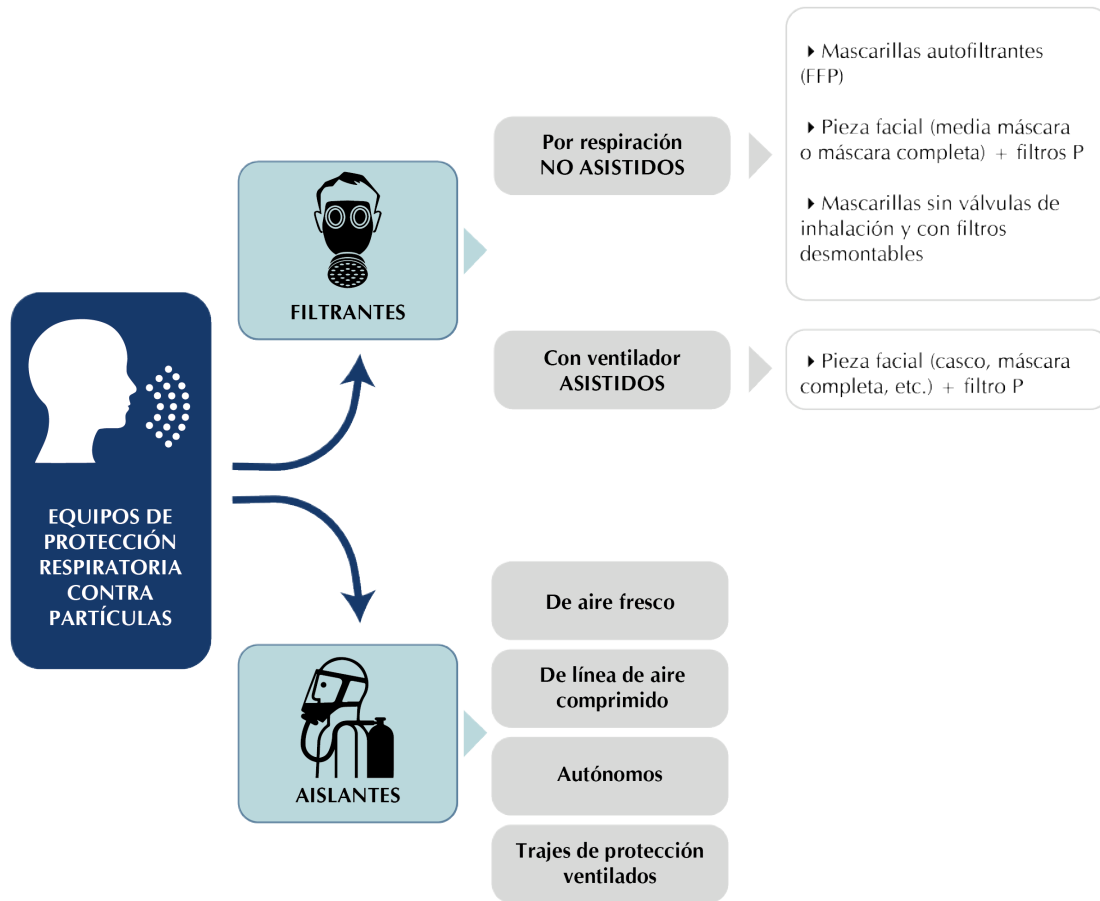 EQUIPOS DE
PROTECCIÓN
RESPIRATORIA
CONTRA
PARTÍCULAS
FILTRANTES
Por respiración
NO ASISTIDOS
Mascarillas autofiltrantes
(FFP)
Pieza facial (media máscara
o máscara completa) + filtros P
Mascarillas sin válvulas de
inhalación y con filtros
desmontables
Con ventilador
ASISTIDOS
Pieza facial (casco, máscara
completa, etc.) + filtro P
AISLANTES
De aire fresco
De línea de aire
comprimido
Autónomos
Trajes de protección
ventilados